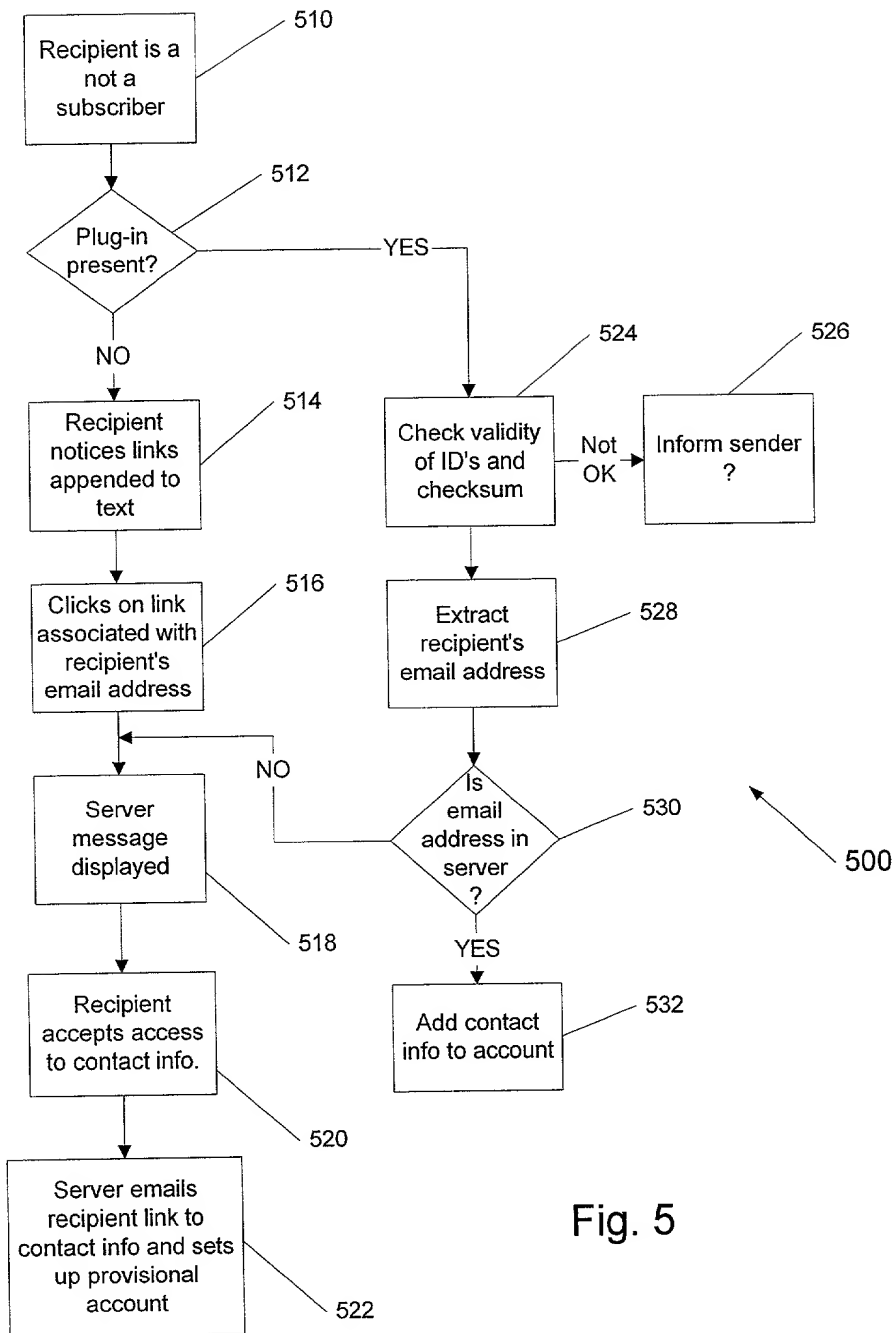 510
Recipient is a
not a
subscriber
512
Plug-in
present?
YES
NO
514
Recipient
notices links
appended to
text
524
Check validity
of ID's and
checksum
Not
OK
526
Inform sender
?
516
Clicks on link
associated with
recipient's
email address
528
Extract
recipient's
email address
NO
Is
email
address in
server
?
530
500
Server
message
displayed
518
YES
Recipient
accepts access
to contact info.
520
Add contact
info to account
532
Server emails
recipient link to
contact info and sets
up provisional
account
522
Fig. 5